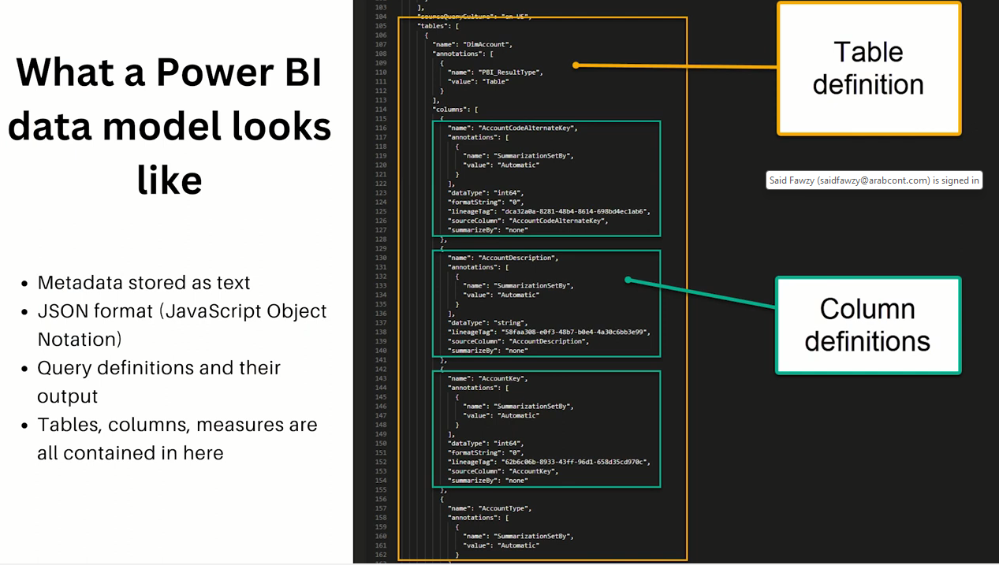 What a Power BI
data model looks
like
• Metadata stored as text
• JSON format (JavaScript Object
Notation)
• Query definitions and their
output
• Tables, columns, measures are
all contained in here
103 ],
104 "sourceQueryCulture": "en-US",
105 "tables": [
106 {
107 "name": "DimAccount",
108 "annotations": [
109 {
110 "name": "PBI_ResultType",
111 "value": "Table"
112 }
113 ],
114 "columns": [
115 {
116 "name": "AccountCodeAlternateKey",
117 "annotations": [
118 {
119 "name": "SummarizationSetBy",
120 "value": "Automatic"
121 }
122 ],
123 "dataType": "int64",
124 "formatString": "0",
125 "lineageTag": "dca32a0a-8281-48b4-8614-698bd4ec1ab6",
126 "sourceColumn": "AccountCodeAlternateKey",
127 "summarizeBy": "none"
128 },
129 {
130 "name": "AccountDescription",
131 "annotations": [
132 {
133 "name": "SummarizationSetBy",
134 "value": "Automatic"
135 }
136 ],
137 "dataType": "string",
138 "lineageTag": "58faa308-e0f3-48b7-b0e4-4a30c6bb3e99",
139 "sourceColumn": "AccountDescription",
140 "summarizeBy": "none"
141 },
142 {
143 "name": "AccountKey",
144 "annotations": [
145 {
146 "name": "SummarizationSetBy",
147 "value": "Automatic"
148 }
149 ],
150 "dataType": "int64",
151 "formatString": "0",
152 "lineageTag": "62b6c06b-8933-43ff-96d1-658d35cd970c",
153 "sourceColumn": "AccountKey",
154 "summarizeBy": "none"
155 },
156 {
157 "name": "AccountType",
158 "annotations": [
159 {
160 "name": "SummarizationSetBy",
161 "value": "Automatic"
162 }
Table
definition
Said Fawzy (saidfawzy@arabcont.com) is signed in
Column
definitions